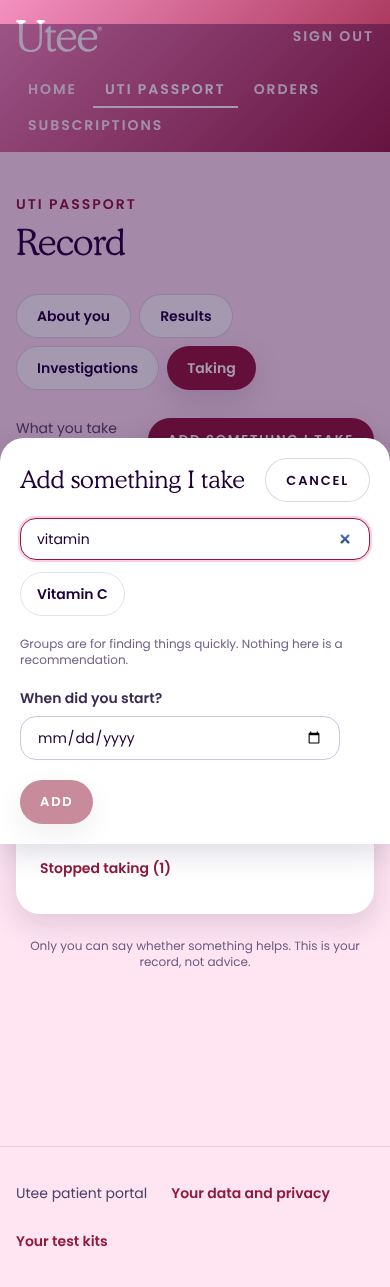 Utee®
SIGN OUT
HOME UTI PASSPORT ORDERS
SUBSCRIPTIONS
UTI PASSPORT
Record
About you Results
Investigations Taking
What you take
ADD SOMETHING I TAKE
Add something I take CANCEL
vitamin
Vitamin C
Groups are for finding things quickly. Nothing here is a
recommendation.
When did you start?
mm/dd/yyyy
ADD
Stopped taking (1)
Only you can say whether something helps. This is your
record, not advice.
Utee patient portal Your data and privacy
Your test kits